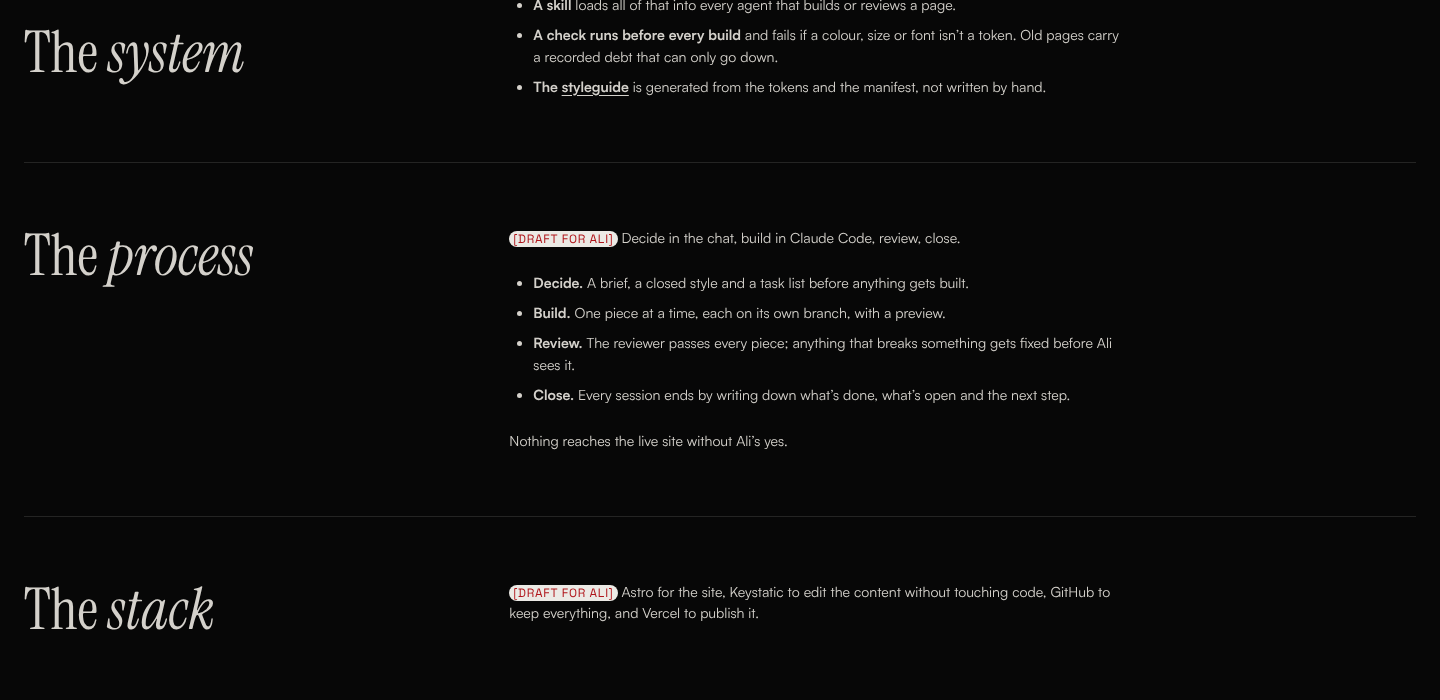 A skill loads all of that into every agent that builds or reviews a page.
The system
A check runs before every build and fails if a colour, size or font isn’t a token. Old pages carry
a recorded debt that can only go down.
The styleguide is generated from the tokens and the manifest, not written by hand.
The process
[DRAFT FOR ALI] Decide in the chat, build in Claude Code, review, close.
Decide. A brief, a closed style and a task list before anything gets built.
Build. One piece at a time, each on its own branch, with a preview.
Review. The reviewer passes every piece; anything that breaks something gets fixed before Ali
sees it.
Close. Every session ends by writing down what’s done, what’s open and the next step.
Nothing reaches the live site without Ali’s yes.
The stack
[DRAFT FOR ALI] Astro for the site, Keystatic to edit the content without touching code, GitHub to
keep everything, and Vercel to publish it.